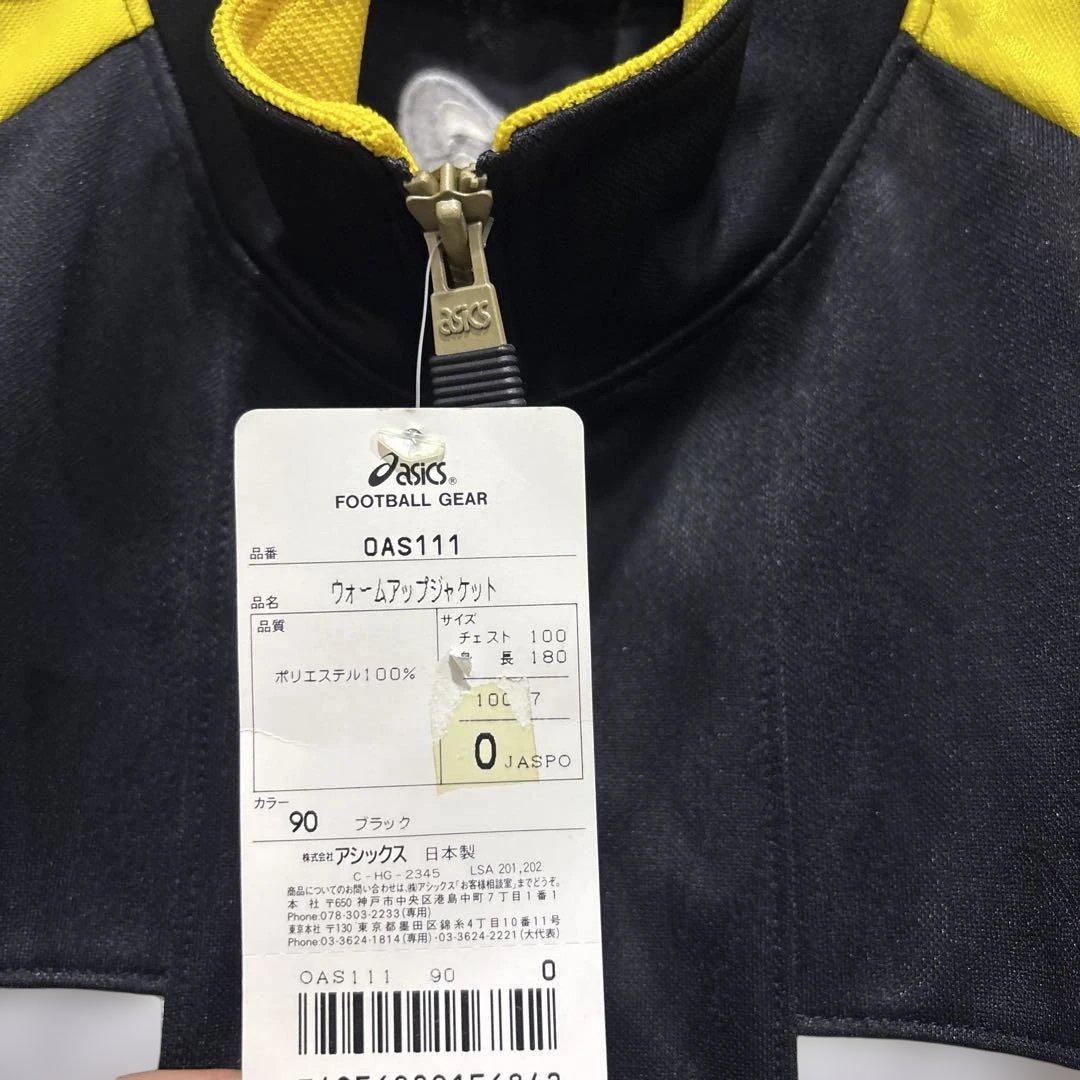 asics
asics®
FOOTBALL GEAR
品番 OAS111
品名 ウォームアップジャケット
品質
ポリエステル100%
サイズ
チェスト 100
身長 180
100 7
O JASPO
カラー
90 ブラック
株式会社アシックス 日本製
C-HG-2345 LSA 201,202
商品についてのお問い合わせは、㈱アシックス「お客様相談室」までどうぞ。
本社 〒650 神戸市中央区港島中町7丁目1番1
Phone:078-303-2233(専用)
東京本社 〒130 東京都墨田区錦糸4丁目10番11号
Phone:03-3624-1814(専用)・03-3624-2221(大代表)
OAS111 90 O